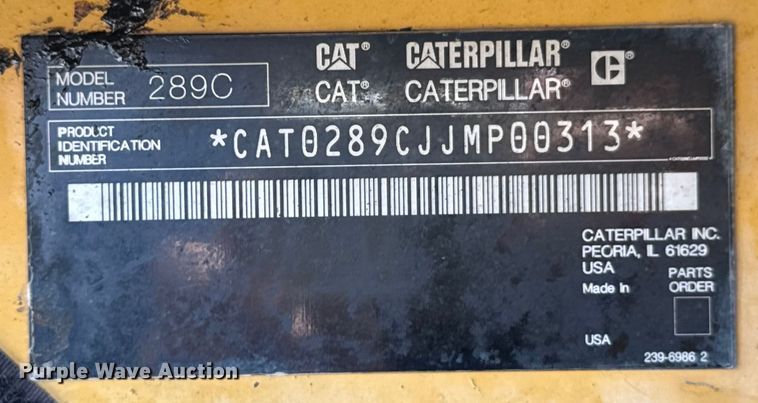 MODEL
NUMBER 289C
CAT® CATERPILLAR®
CAT® CATERPILLAR® C
PRODUCT
IDENTIFICATION
NUMBER
*CAT0289CJJMP00313*
CATERPILLAR INC.
PEORIA, IL 61629
USA
Made In
PARTS
ORDER
USA
239-6986 2
Purple Wave Auction